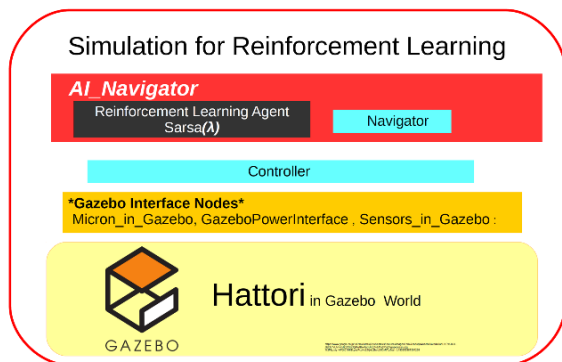 Simulation for Reinforcement Learning
AI_Navigator
Reinforcement Learning Agent
Sarsa(λ)
Navigator
Controller
*Gazebo Interface Nodes*
Micron_in_Gazebo, GazeboPowerInterface , Sensors_in_Gazebo :
Hattori in Gazebo World
GAZEBO